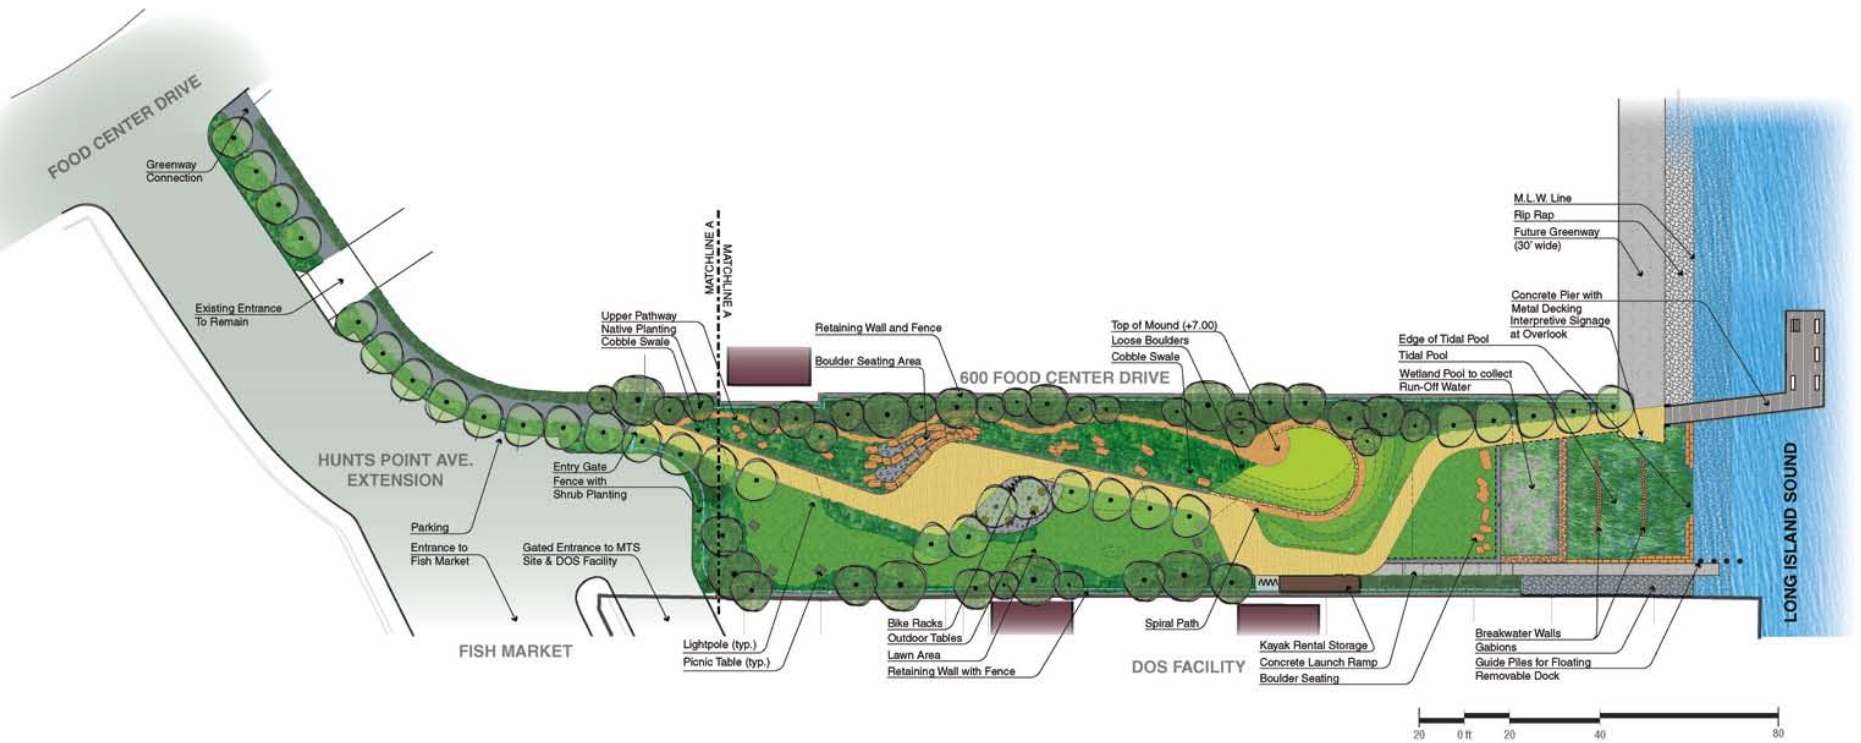 FOOD CENTER DRIVE
Greenway
Connection
Existing Entrance
To Remain
HUNTS POINT AVE.
EXTENSION
Parking
Entrance to
Fish Market
Gated Entrance to MTS
Site & DOS Facility
FISH MARKET
Entry Gate
Fence with
Shrub Planting
Upper Pathway
Native Planting
Cobble Swale
MATCHLINE A
MATCHLINE A
Retaining Wall and Fence
Boulder Seating Area
600 FOOD CENTER DRIVE
Top of Mound (+7.00)
Loose Boulders
Cobble Swale
Edge of Tidal Pool
Tidal Pool
Wetland Pool to collect
Run-Off Water
M.L.W. Line
Rip Rap
Future Greenway
(30' wide)
Concrete Pier with
Metal Decking
Interpretive Signage
at Overlook
LONG ISLAND SOUND
Lightpole (typ.)
Picnic Table (typ.)
Bike Racks
Outdoor Tables
Lawn Area
Retaining Wall with Fence
Spiral Path
DOS FACILITY
Kayak Rental Storage
Concrete Launch Ramp
Boulder Seating
Breakwater Walls
Gabions
Guide Piles for Floating
Removable Dock
20 0 ft 20 40 80